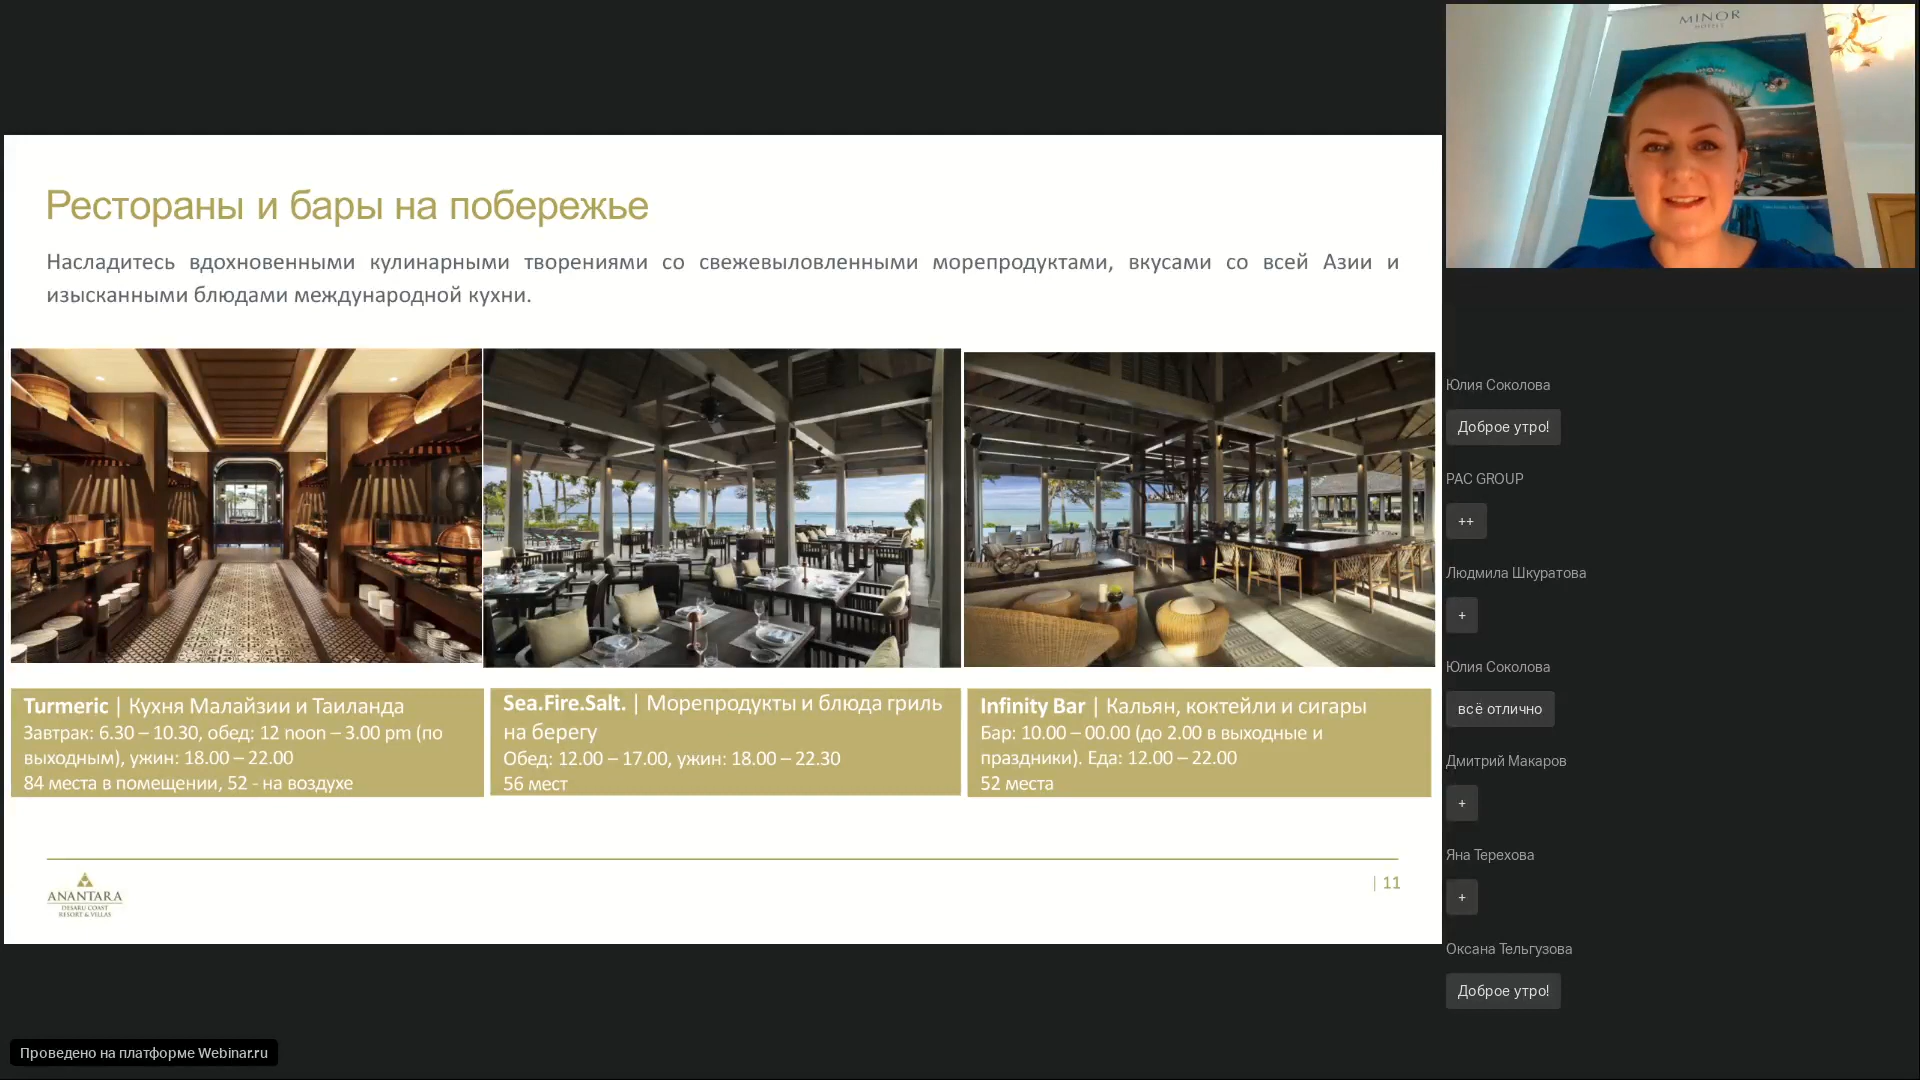 MINOR
HOTELS
Рестораны и бары на побережье
Насладитесь вдохновенными кулинарными творениями со свежевыловленными морепродуктами, вкусами со всей Азии и
изысканными блюдами международной кухни.
Turmeric | Кухня Малайзии и Таиланда
Завтрак: 6.30 – 10.30, обед: 12 noon – 3.00 pm (по
выходным), ужин: 18.00 – 22.00
84 места в помещении, 52 - на воздухе
Sea.Fire.Salt. | Морепродукты и блюда гриль
на берегу
Обед: 12.00 – 17.00, ужин: 18.00 – 22.30
56 мест
Infinity Bar | Кальян, коктейли и сигары
Бар: 10.00 – 00.00 (до 2.00 в выходные и
праздники). Еда: 12.00 – 22.00
52 места
ANANTARA
DESARU COAST
RESORT & VILLAS
| 11
Юлия Соколова
Доброе утро!
PAC GROUP
++
Людмила Шкуратова
+
Юлия Соколова
всё отлично
Дмитрий Макаров
+
Яна Терехова
+
Оксана Тельгузова
Доброе утро!
Проведено на платформе Webinar.ru